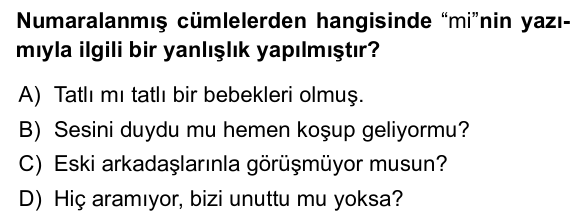 Numaralanmış cümlelerden hangisinde “mi”nin yazı-
mıyla ilgili bir yanlışlık yapılmıştır?
A) Tatlı mı tatlı bir bebekleri olmuş.
B) Sesini duydu mu hemen koşup geliyormu?
C) Eski arkadaşlarınla görüşmüyor musun?
D) Hiç aramıyor, bizi unuttu mu yoksa?